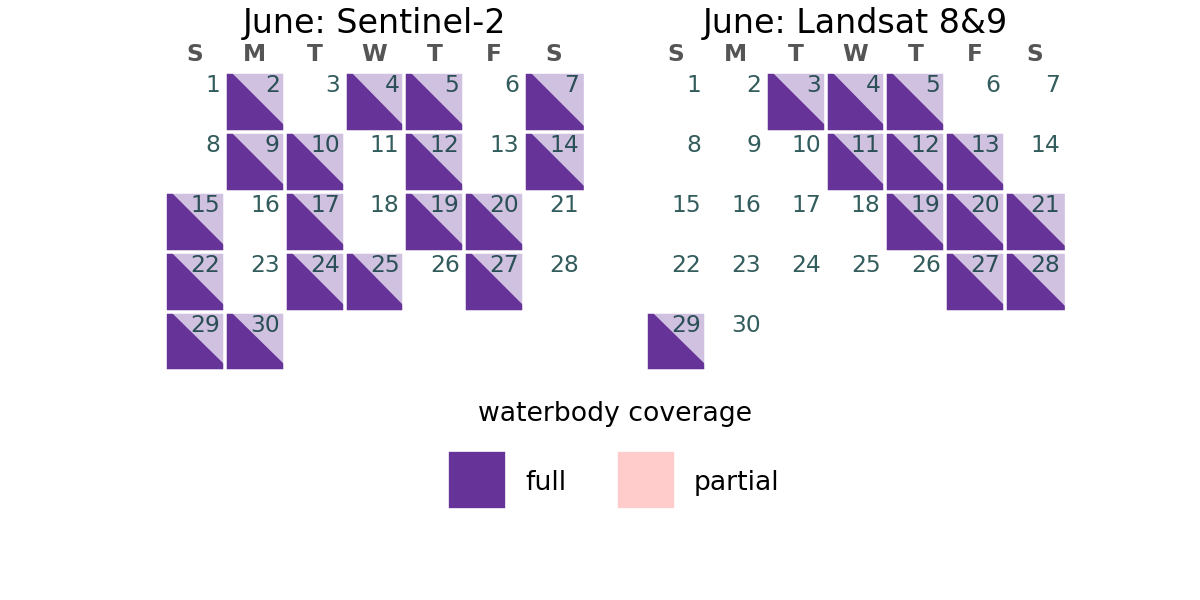 June: Sentinel-2
S M T W T F S
1 2 3 4 5 6 7
8 9 10 11 12 13 14
15 16 17 18 19 20 21
22 23 24 25 26 27 28
29 30
June: Landsat 8&9
S M T W T F S
1 2 3 4 5 6 7
8 9 10 11 12 13 14
15 16 17 18 19 20 21
22 23 24 25 26 27 28
29 30
waterbody coverage
full partial